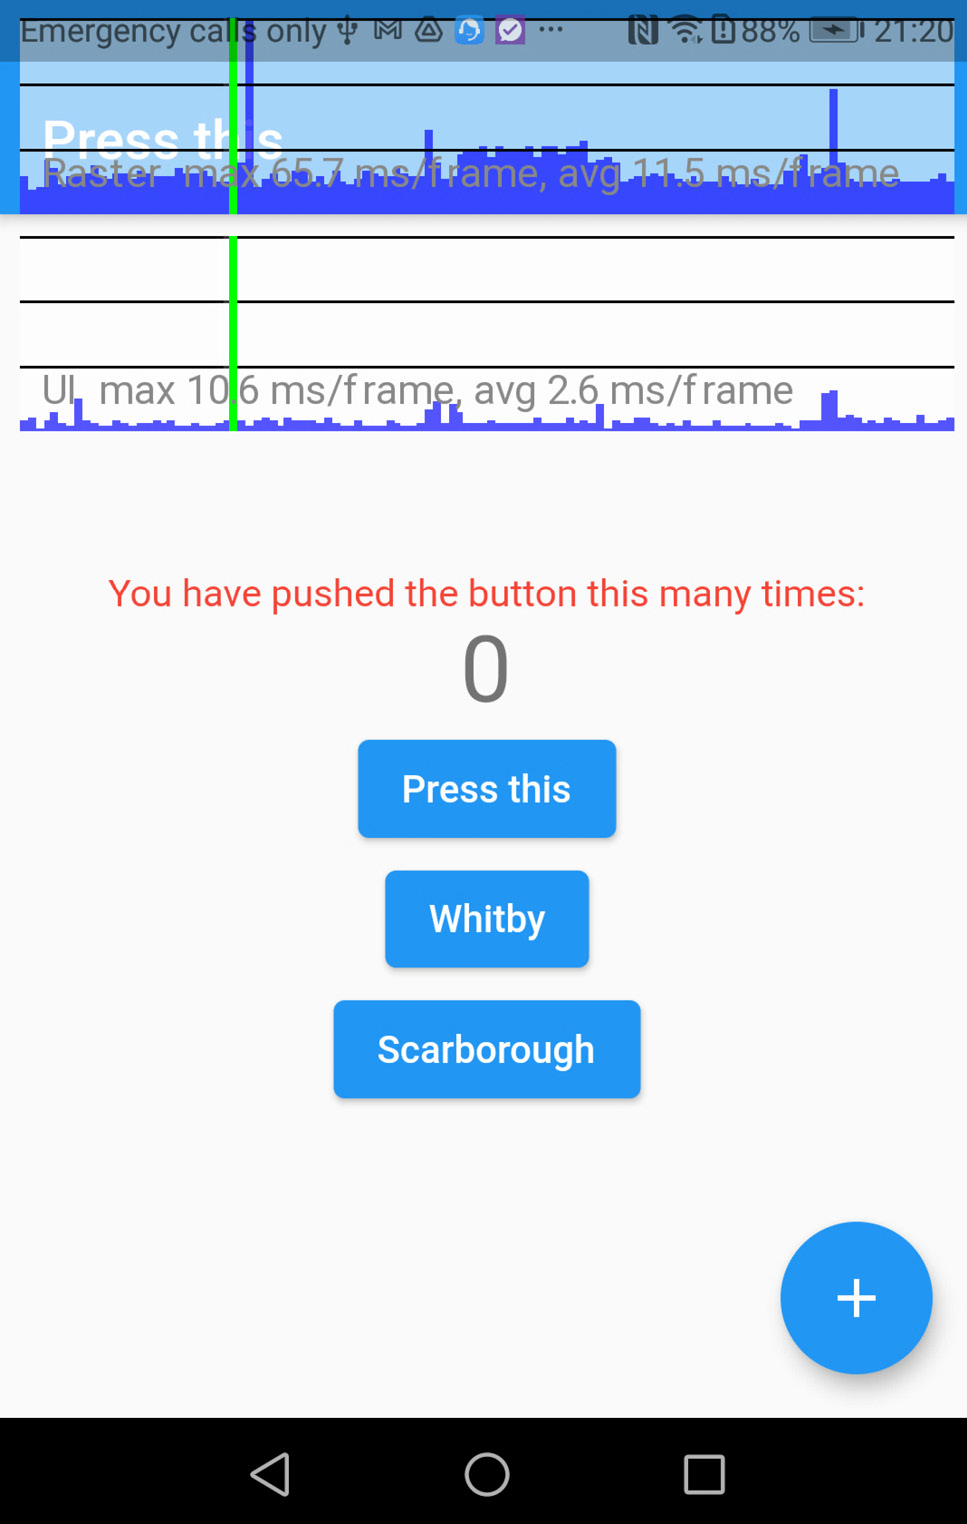 Emergency calls only 88% 21:20
Press this
Raster max 65.7 ms/frame, avg 11.5 ms/frame
UI max 10.6 ms/frame, avg 2.6 ms/frame
You have pushed the button this many times:
0
Press this
Whitby
Scarborough
+